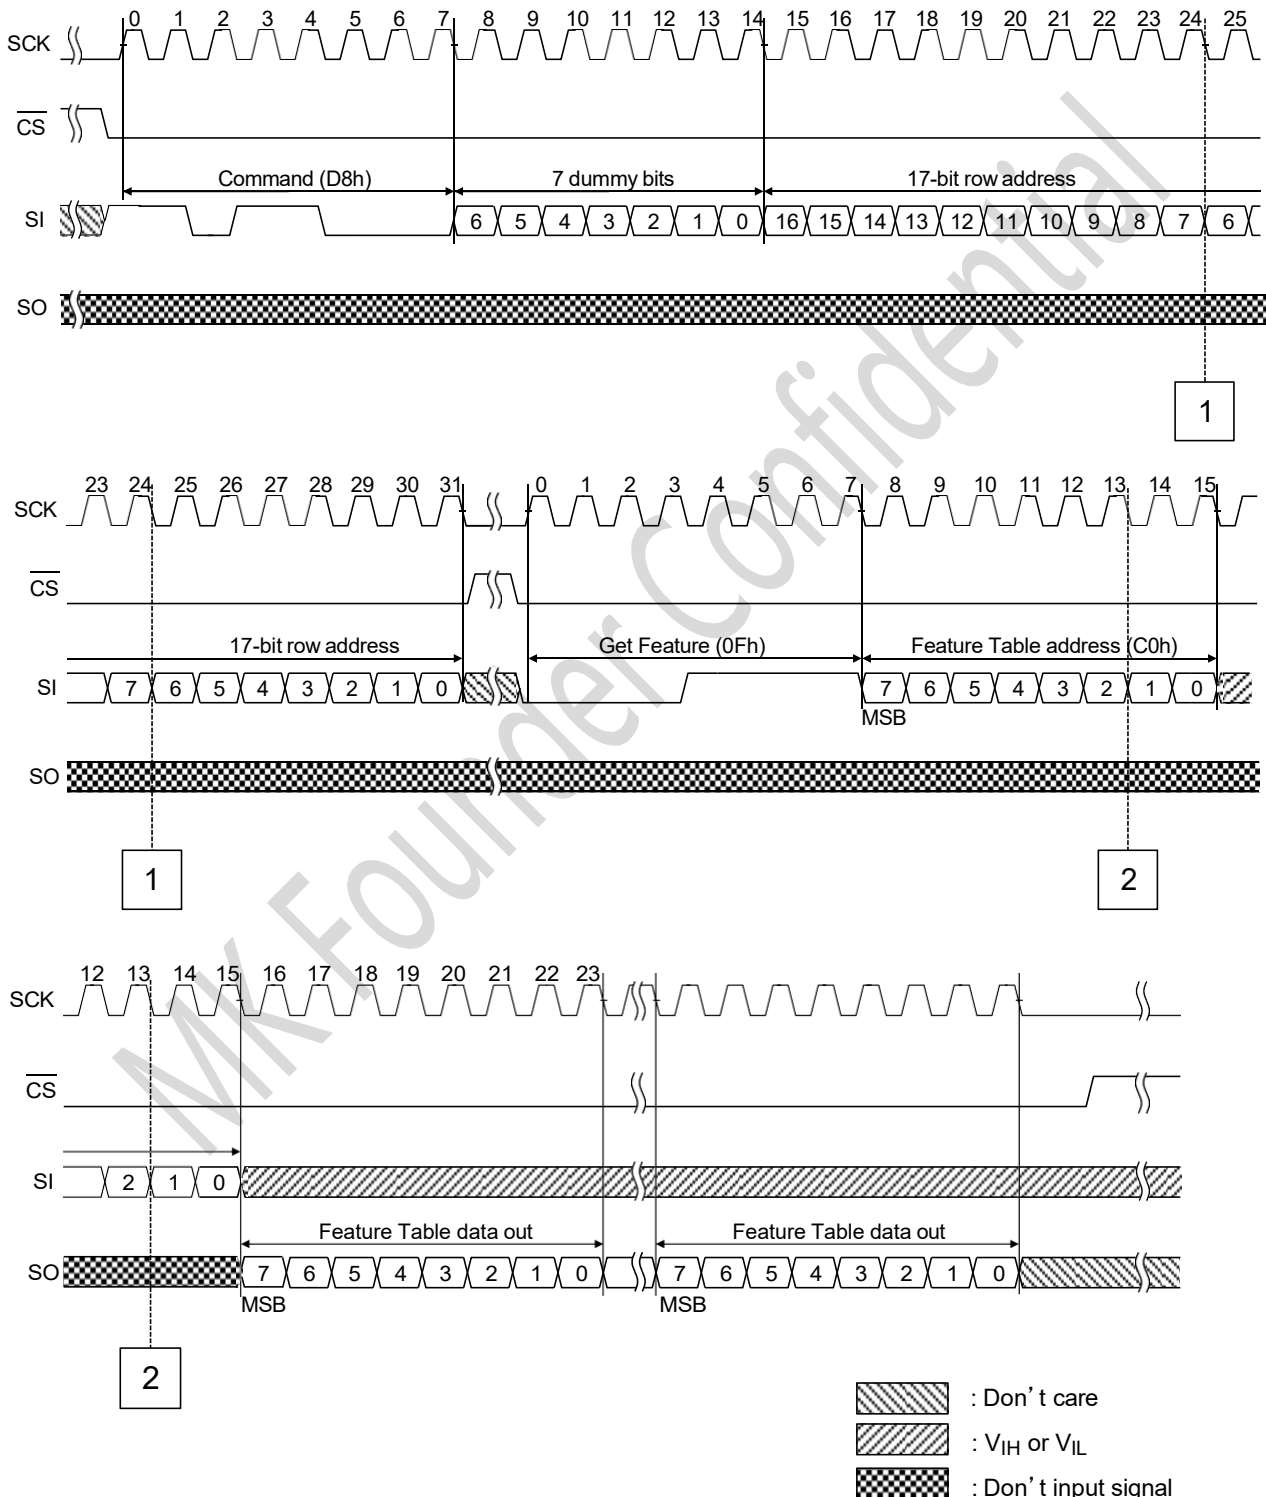 0 1 2 3 4 5 6 7 8 9 10 11 12 13 14 15 16 17 18 19 20 21 22 23 24 25
SCK
CS
Command (D8h) 7 dummy bits 17-bit row address
SI 6 5 4 3 2 1 0 16 15 14 13 12 11 10 9 8 7 6
SO
1
23 24 25 26 27 28 29 30 31 0 1 2 3 4 5 6 7 8 9 10 11 12 13 14 15
SCK
CS
17-bit row address Get Feature (0Fh) Feature Table address (C0h)
SI 7 6 5 4 3 2 1 0 7 6 5 4 3 2 1 0
MSB
SO
1 2
12 13 14 15 16 17 18 19 20 21 22 23
SCK
CS
SI 2 1 0
Feature Table data out Feature Table data out
SO 7 6 5 4 3 2 1 0 7 6 5 4 3 2 1 0
MSB MSB
2
: Don't care
: VIH or VIL
: Don't input signal
MK Founder Confidential